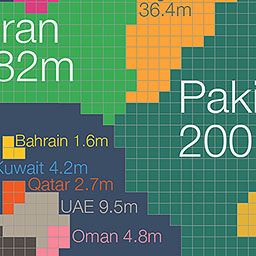 36.4m
ran
82m
Paki
200
Bahrain 1.6m
Kuwait 4.2m
Qatar 2.7m
UAE 9.5m
Oman 4.8m